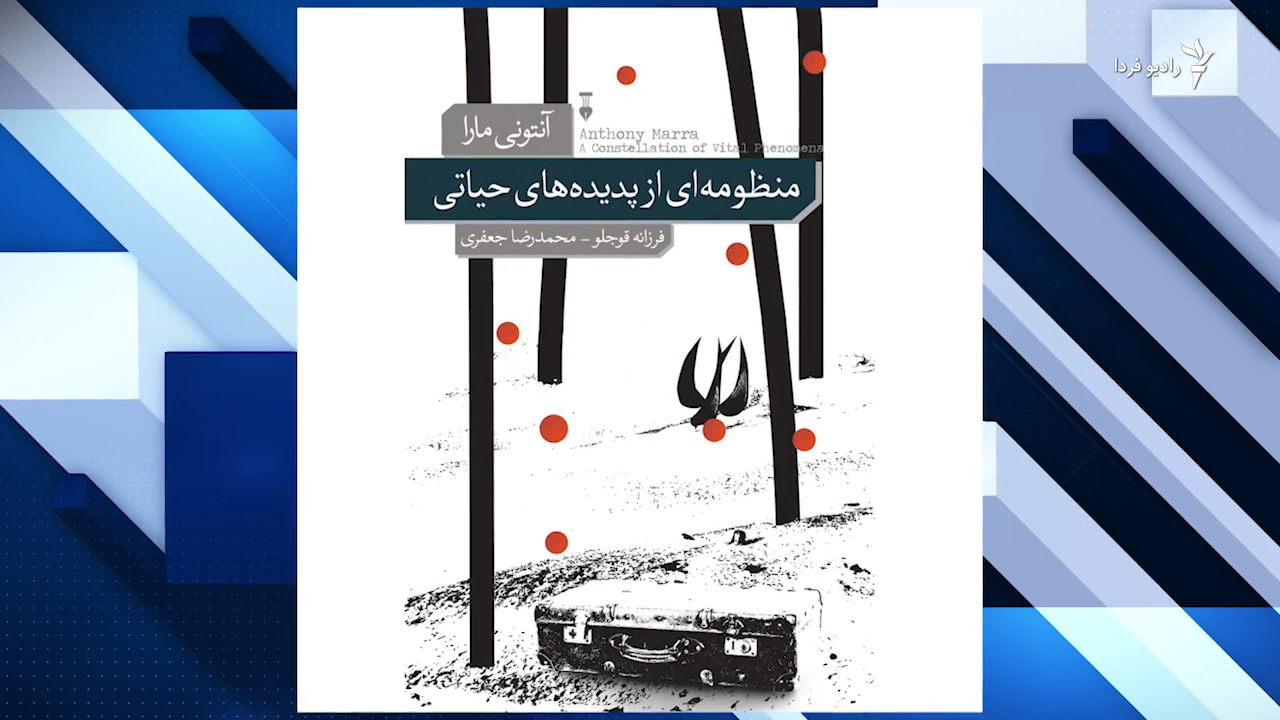 رادیو فردا
آنتونی مارا
Anthony Marra
A Constellation of Vital Phenomena
منظومه‌ای از پدیده‌های حیاتی
فرزانه قوجلو - محمدرضا جعفری